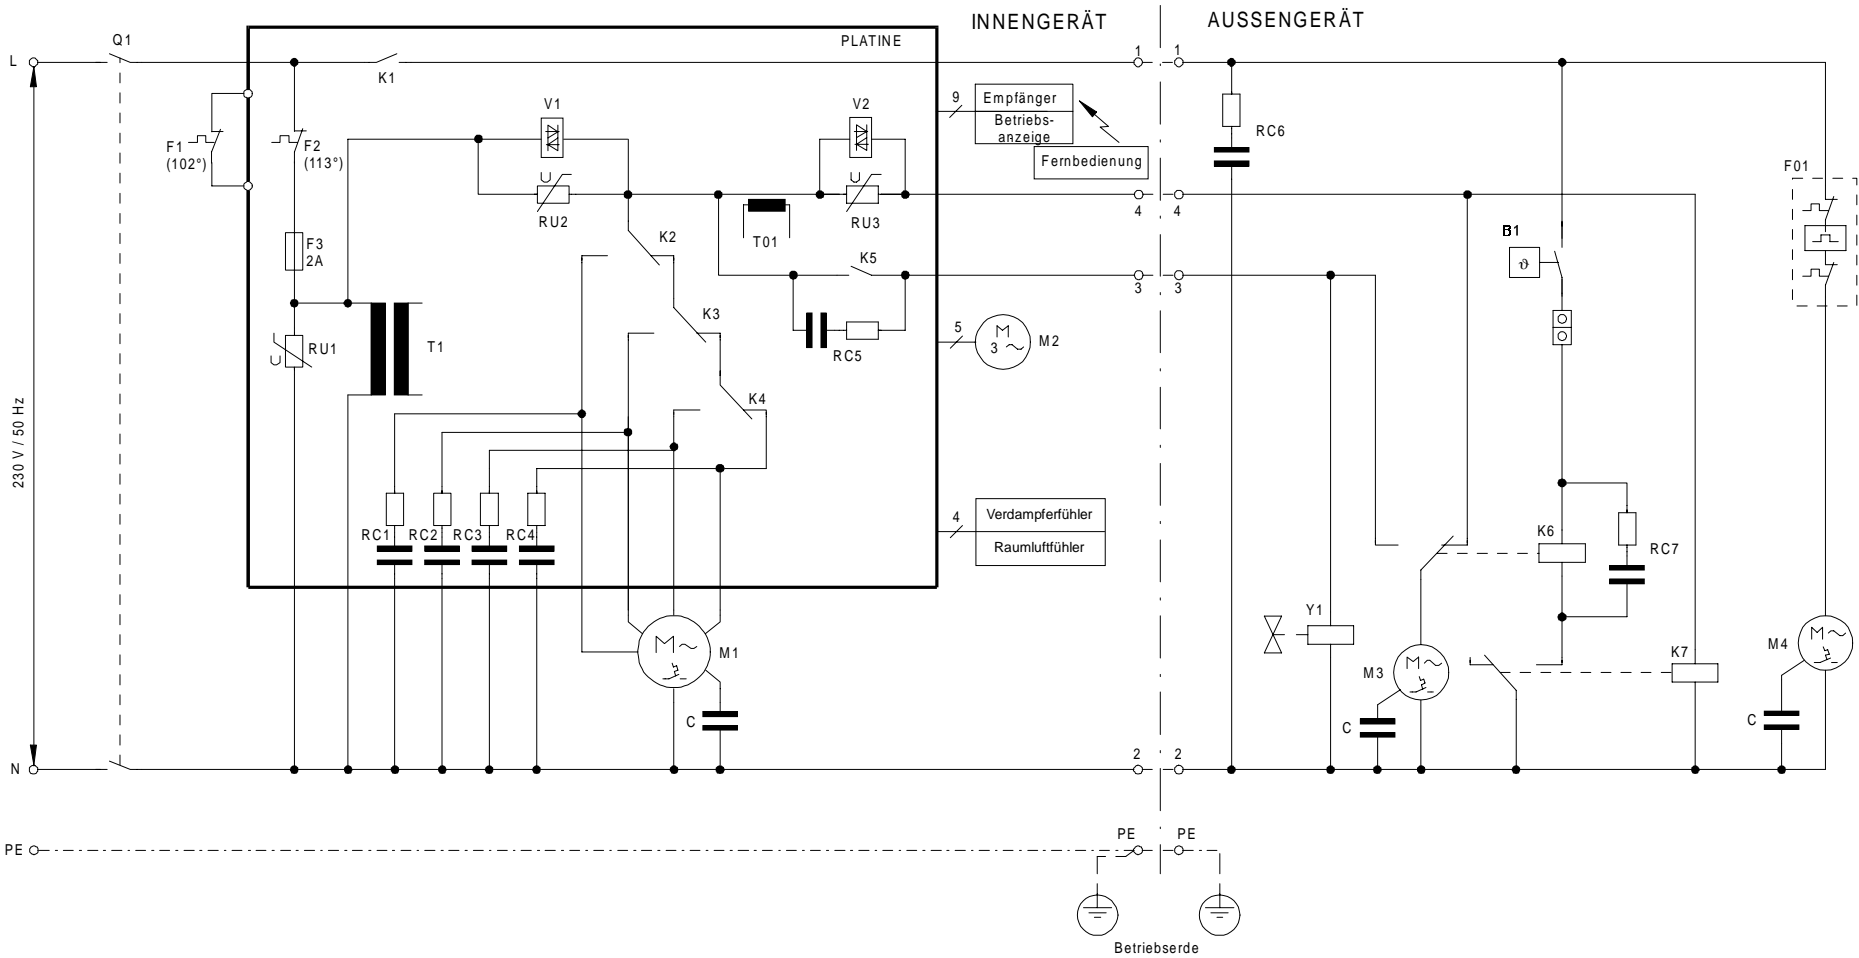 INNENGERÄT
AUSSENGERÄT
Q1
PLATINE
L
K1
1
1
V1
V2
9
Empfänger
Betriebs-
anzeige
Fernbedienung
RC6
F1
(102°)
F2
(113°)
F01
U
RU2
U
RU3
4
4
T01
K2
B1
ϑ
F3
2A
K5
3
3
K3
U
RU1
T1
RC5
5
M
3 ~
M2
K4
230 V / 50 Hz
4
Verdampferfühler
Raumluftfühler
RC1
RC2
RC3
RC4
K6
RC7
Y1
M ~
M1
M ~
M3
K7
M ~
M4
C
C
C
N
2
2
PE
PE
PE
Betriebserde